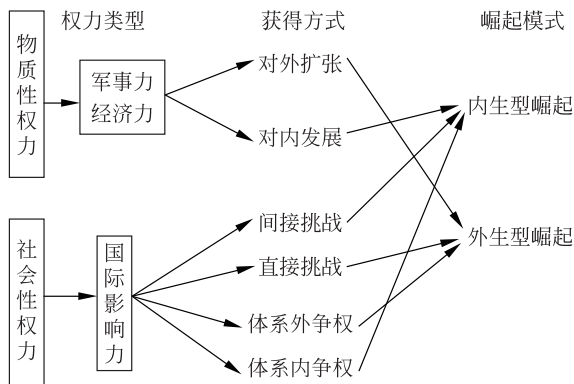 权力类型 获得方式 崛起模式
物质性权力
军事力
经济力
对外扩张
对内发展
内生型崛起
社会性权力
国际影响力
间接挑战
直接挑战
体系外争权
体系内争权
外生型崛起